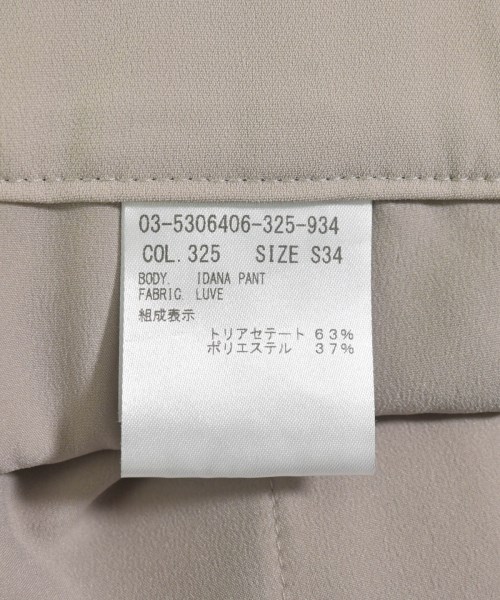 03-5306406-325-934
COL. 325 SIZE S34
BODY. IDANA PANT
FABRIC LUVE
組成表示
トリアセテート 63%
ポリエステル 37%